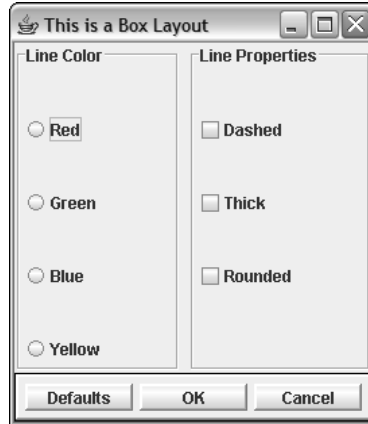 This is a Box Layout
Line Color
Red
Green
Blue
Yellow
Line Properties
Dashed
Thick
Rounded
Defaults
OK
Cancel